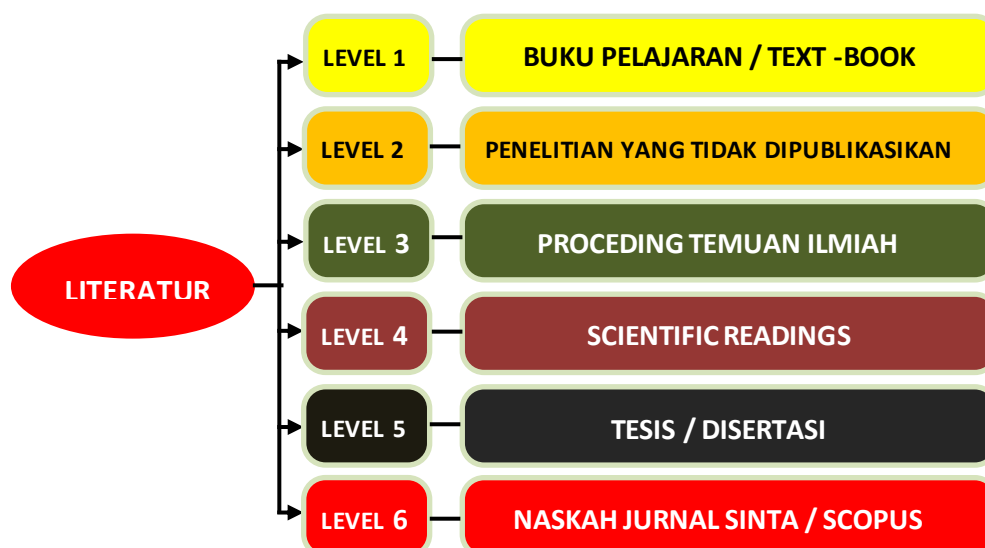 LEVEL 1
BUKU PELAJARAN / TEXT -BOOK
LEVEL 2
PENELITIAN YANG TIDAK DIPUBLIKASIKAN
LEVEL 3
PROCEDING TEMUAN ILMIAH
LITERATUR
LEVEL 4
SCIENTIFIC READINGS
LEVEL 5
TESIS / DISERTASI
LEVEL 6
NASKAH JURNAL SINTA / SCOPUS